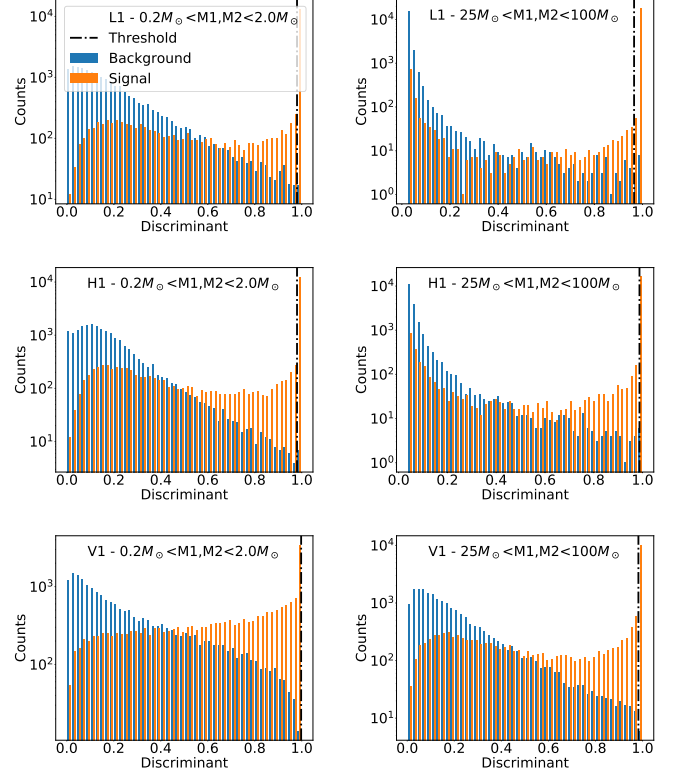 L1 - 0.2M⊙<M1,M2<2.0M⊙
Threshold
Background
Signal
Counts
10⁴
10³
10²
10¹
0.0 0.2 0.4 0.6 0.8 1.0
Discriminant
L1 - 25M⊙<M1,M2<100M⊙
Counts
10⁴
10³
10²
10¹
10⁰
0.0 0.2 0.4 0.6 0.8 1.0
Discriminant
H1 - 0.2M⊙<M1,M2<2.0M⊙
Counts
10⁴
10³
10²
10¹
0.0 0.2 0.4 0.6 0.8 1.0
Discriminant
H1 - 25M⊙<M1,M2<100M⊙
Counts
10⁴
10³
10²
10¹
10⁰
0.0 0.2 0.4 0.6 0.8 1.0
Discriminant
V1 - 0.2M⊙<M1,M2<2.0M⊙
Counts
10³
10²
0.0 0.2 0.4 0.6 0.8 1.0
Discriminant
V1 - 25M⊙<M1,M2<100M⊙
Counts
10⁴
10³
10²
10¹
0.0 0.2 0.4 0.6 0.8 1.0
Discriminant